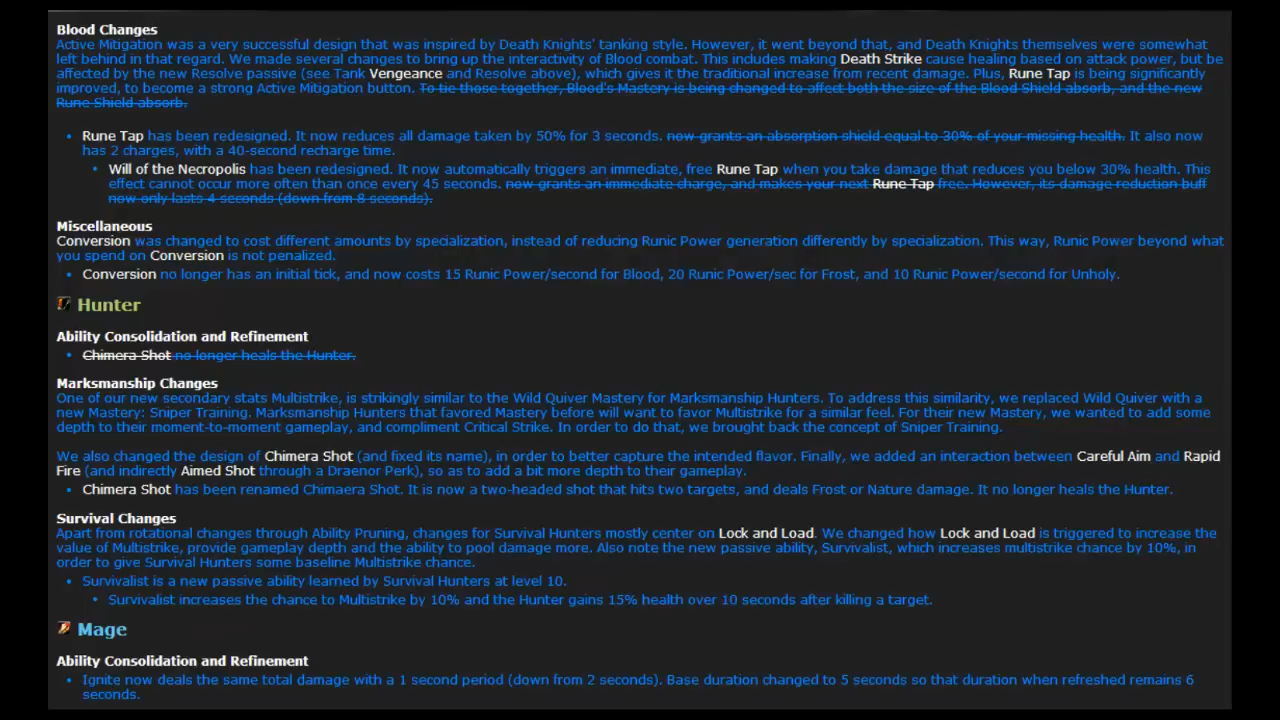 Blood Changes
Active Mitigation was a very successful design that was inspired by Death Knights' tanking style. However, it went beyond that, and Death Knights themselves were somewhat
left behind in that regard. We made several changes to bring up the interactivity of Blood combat. This includes making Death Strike cause healing based on attack power, but be
affected by the new Resolve passive (see Tank Vengeance and Resolve above), which gives it the traditional increase from recent damage. Plus, Rune Tap is being significantly
improved, to become a strong Active Mitigation button. To tie those together, Blood's Mastery is being changed to affect both the size of the Blood Shield absorb, and the new
Rune Shield absorb.
• Rune Tap has been redesigned. It now reduces all damage taken by 50% for 3 seconds. now grants an absorption shield equal to 30% of your missing health. It also now
has 2 charges, with a 40-second recharge time.
• Will of the Necropolis has been redesigned. It now automatically triggers an immediate, free Rune Tap when you take damage that reduces you below 30% health. This
effect cannot occur more often than once every 45 seconds. now grants an immediate charge, and makes your next Rune Tap free. However, its damage reduction buff
now only lasts 4 seconds (down from 8 seconds).
Miscellaneous
Conversion was changed to cost different amounts by specialization, instead of reducing Runic Power generation differently by specialization. This way, Runic Power beyond what
you spend on Conversion is not penalized.
• Conversion no longer has an initial tick, and now costs 15 Runic Power/second for Blood, 20 Runic Power/sec for Frost, and 10 Runic Power/second for Unholy.
Hunter
Ability Consolidation and Refinement
• Chimera Shot no longer heals the Hunter.
Marksmanship Changes
One of our new secondary stats Multistrike, is strikingly similar to the Wild Quiver Mastery for Marksmanship Hunters. To address this similarity, we replaced Wild Quiver with a
new Mastery: Sniper Training. Marksmanship Hunters that favored Mastery before will want to favor Multistrike for a similar feel. For their new Mastery, we wanted to add some
depth to their moment-to-moment gameplay, and compliment Critical Strike. In order to do that, we brought back the concept of Sniper Training.
We also changed the design of Chimera Shot (and fixed its name), in order to better capture the intended flavor. Finally, we added an interaction between Careful Aim and Rapid
Fire (and indirectly Aimed Shot through a Draenor Perk), so as to add a bit more depth to their gameplay.
• Chimera Shot has been renamed Chimaera Shot. It is now a two-headed shot that hits two targets, and deals Frost or Nature damage. It no longer heals the Hunter.
Survival Changes
Apart from rotational changes through Ability Pruning, changes for Survival Hunters mostly center on Lock and Load. We changed how Lock and Load is triggered to increase the
value of Multistrike, provide gameplay depth and the ability to pool damage more. Also note the new passive ability, Survivalist, which increases multistrike chance by 10%, in
order to give Survival Hunters some baseline Multistrike chance.
• Survivalist is a new passive ability learned by Survival Hunters at level 10.
• Survivalist increases the chance to Multistrike by 10% and the Hunter gains 15% health over 10 seconds after killing a target.
Mage
Ability Consolidation and Refinement
• Ignite now deals the same total damage with a 1 second period (down from 2 seconds). Base duration changed to 5 seconds so that duration when refreshed remains 6
seconds.